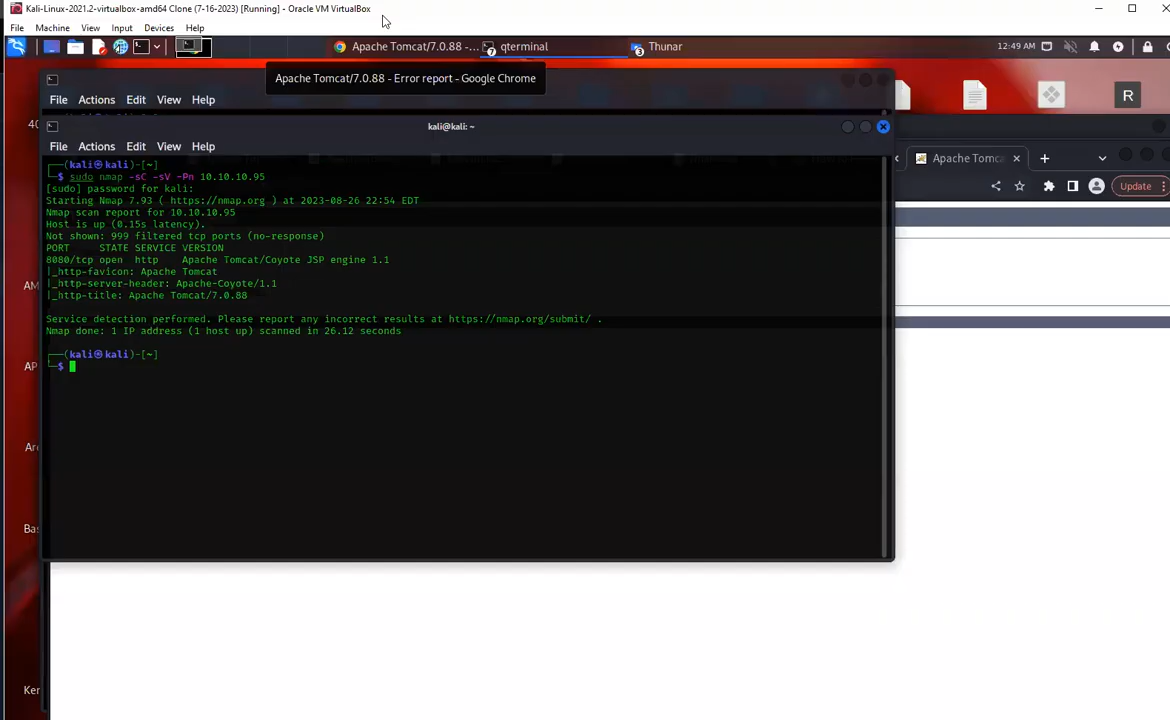 Kali-Linux-2021.2-virtualbox-amd64 Clone (7-16-2023) [Running] - Oracle VM VirtualBox
File Machine View Input Devices Help
Apache Tomcat/7.0.88 -... 7 qterminal 3 Thunar 12:49 AM
Apache Tomcat/7.0.88 - Error report - Google Chrome
File Actions Edit View Help
R
kali@kali: ~
File Actions Edit View Help
Apache Tomca
Update
┌──(kali㉿kali)-[~]
└─$ sudo nmap -sC -sV -Pn 10.10.10.95
[sudo] password for kali:
Starting Nmap 7.93 ( https://nmap.org ) at 2023-08-26 22:54 EDT
Nmap scan report for 10.10.10.95
Host is up (0.15s latency).
Not shown: 999 filtered tcp ports (no-response)
PORT STATE SERVICE VERSION
8080/tcp open http Apache Tomcat/Coyote JSP engine 1.1
|_http-favicon: Apache Tomcat
|_http-server-header: Apache-Coyote/1.1
|_http-title: Apache Tomcat/7.0.88
Service detection performed. Please report any incorrect results at https://nmap.org/submit/ .
Nmap done: 1 IP address (1 host up) scanned in 26.12 seconds
┌──(kali㉿kali)-[~]
└─$
40
AM
AP
Ar
Bas
Ker